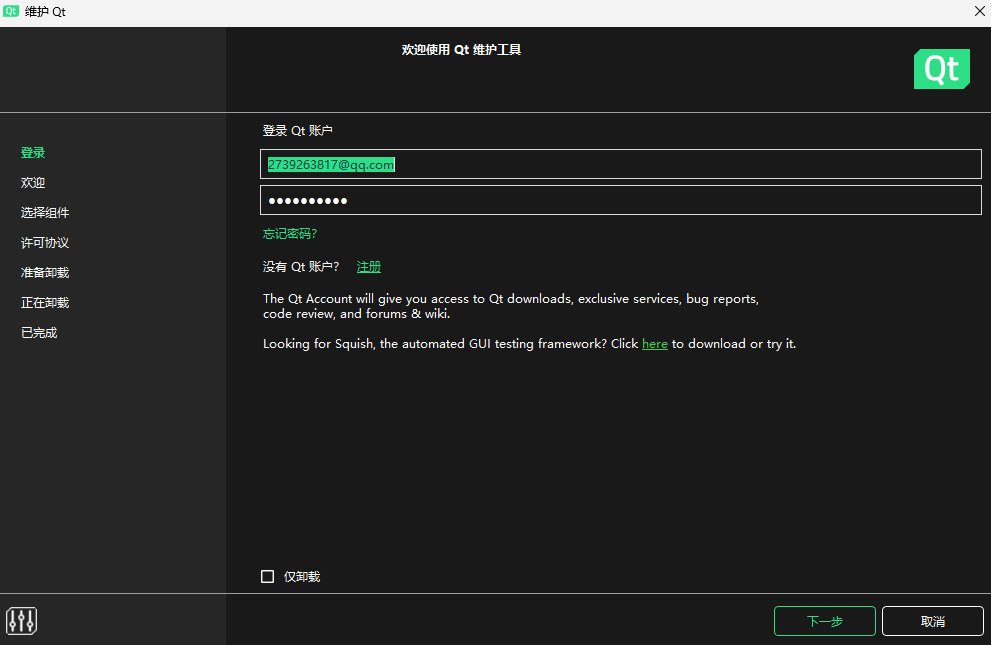 Qt 维护 Qt
欢迎使用 Qt 维护工具
Qt
登录
欢迎
选择组件
许可协议
准备卸载
正在卸载
已完成
登录 Qt 账户
2739263817@qq.com
●●●●●●●●●●
忘记密码?
没有 Qt 账户? 注册
The Qt Account will give you access to Qt downloads, exclusive services, bug reports,
code review, and forums & wiki.
Looking for Squish, the automated GUI testing framework? Click here to download or try it.
仅卸载
下一步 取消